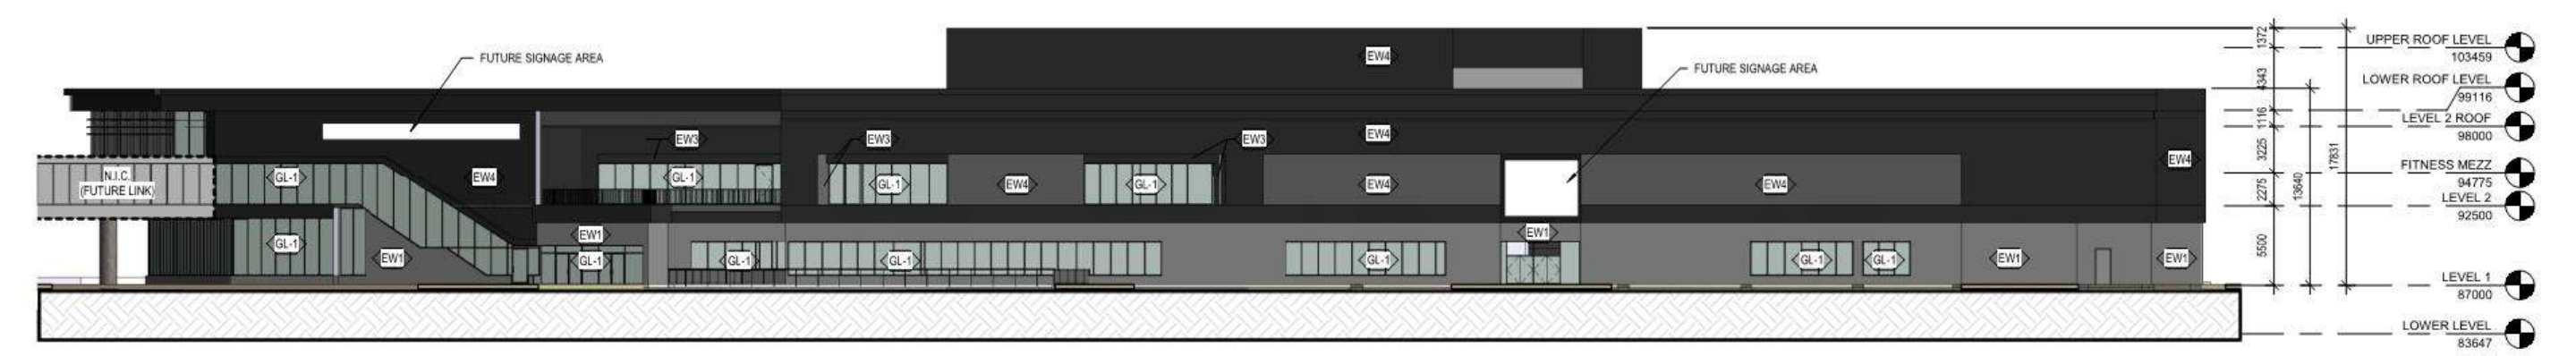 FUTURE SIGNAGE AREA
EW4
FUTURE SIGNAGE AREA
1372
UPPER ROOF LEVEL
103459
4343
LOWER ROOF LEVEL
99116
1116
LEVEL 2 ROOF
98000
EW3
EW3
EW3
EW4
3225
17831
EW4
FITNESS MEZZ
94775
N.I.C.
(FUTURE LINK)
GL-1
EW4
GL-1
GL-1
EW4
GL-1
EW4
EW4
2275
13640
LEVEL 2
92500
GL-1
EW1
EW1
GL-1
GL-1
GL-1
GL-1
EW1
GL-1
GL-1
EW1
EW1
5500
LEVEL 1
87000
LOWER LEVEL
83647